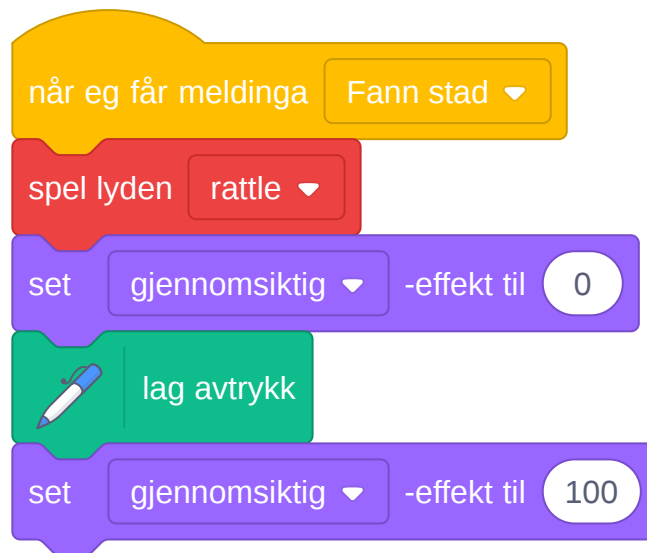 når eg får meldinga Fann stad
spel lyden rattle
set gjennomsiktig -effekt til 0
lag avtrykk
set gjennomsiktig -effekt til 100